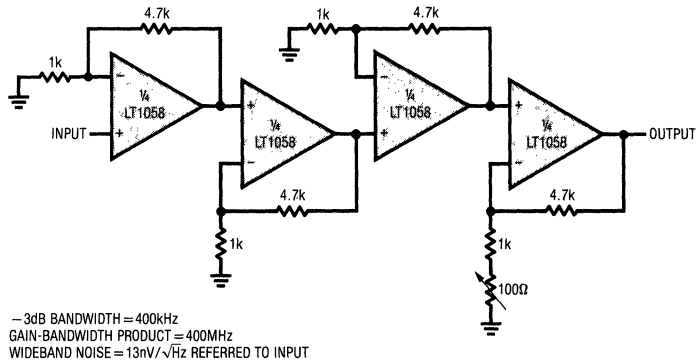 1k
4.7k
1k
4.7k
1k
¼
LT1058
¼
LT1058
¼
LT1058
¼
LT1058
INPUT
OUTPUT
4.7k
4.7k
1k
1k
100Ω
−3dB BANDWIDTH = 400kHz
GAIN-BANDWIDTH PRODUCT = 400MHz
WIDEBAND NOISE = 13nV/√Hz REFERRED TO INPUT